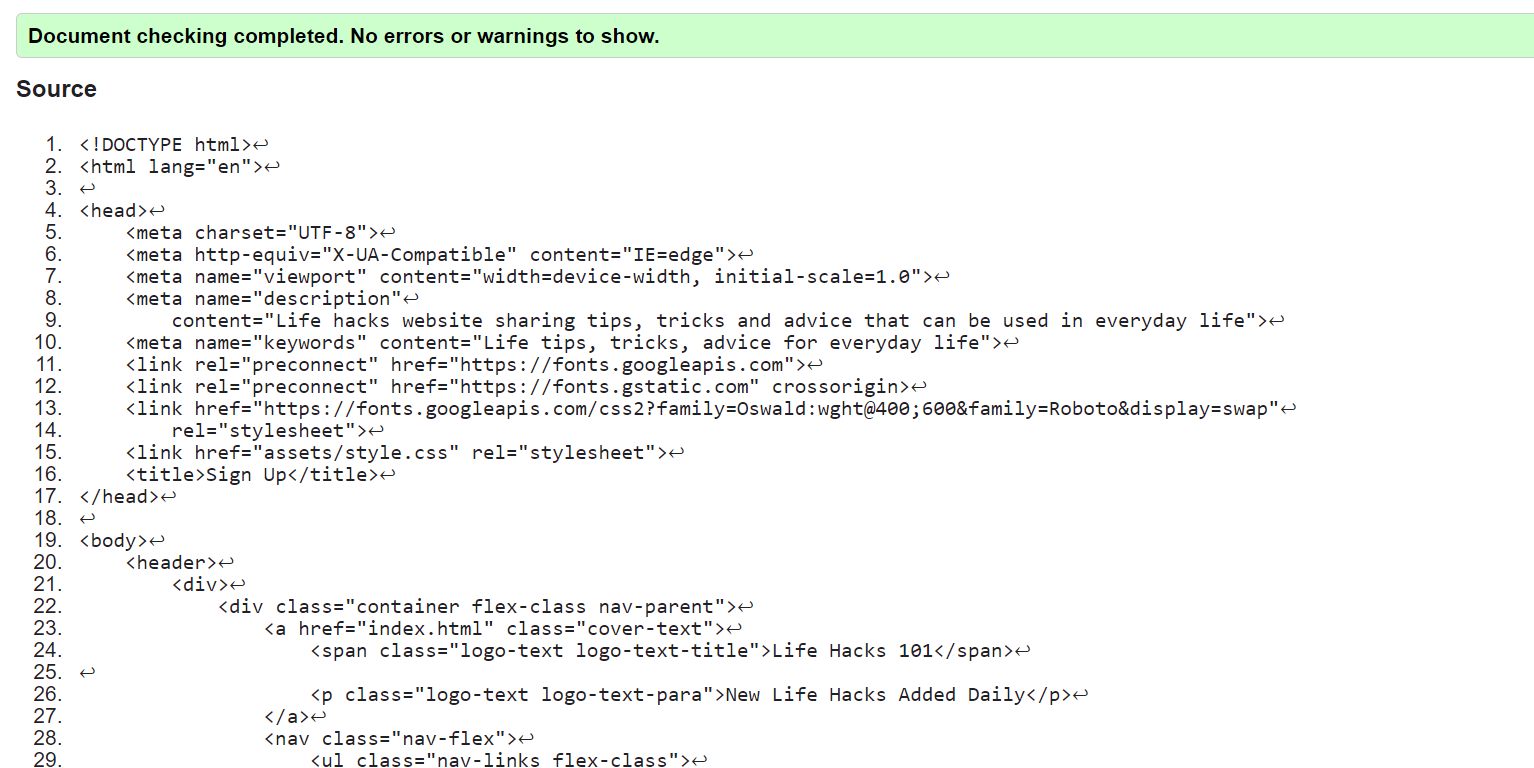 Document checking completed. No errors or warnings to show.
Source
1. <!DOCTYPE html>↩
2. <html lang="en">↩
3. ↩
4. <head>↩
5.     <meta charset="UTF-8">↩
6.     <meta http-equiv="X-UA-Compatible" content="IE=edge">↩
7.     <meta name="viewport" content="width=device-width, initial-scale=1.0">↩
8.     <meta name="description"↩
9.         content="Life hacks website sharing tips, tricks and advice that can be used in everyday life">↩
10.     <meta name="keywords" content="Life tips, tricks, advice for everyday life">↩
11.     <link rel="preconnect" href="https://fonts.googleapis.com">↩
12.     <link rel="preconnect" href="https://fonts.gstatic.com" crossorigin>↩
13.     <link href="https://fonts.googleapis.com/css2?family=Oswald:wght@400;600&family=Roboto&display=swap"↩
14.         rel="stylesheet">↩
15.     <link href="assets/style.css" rel="stylesheet">↩
16.     <title>Sign Up</title>↩
17. </head>↩
18. ↩
19. <body>↩
20.     <header>↩
21.         <div>↩
22.             <div class="container flex-class nav-parent">↩
23.                 <a href="index.html" class="cover-text">↩
24.                     <span class="logo-text logo-text-title">Life Hacks 101</span>↩
25. ↩
26.                     <p class="logo-text logo-text-para">New Life Hacks Added Daily</p>↩
27.                 </a>↩
28.                 <nav class="nav-flex">↩
29.                     <ul class="nav-links flex-class">↩